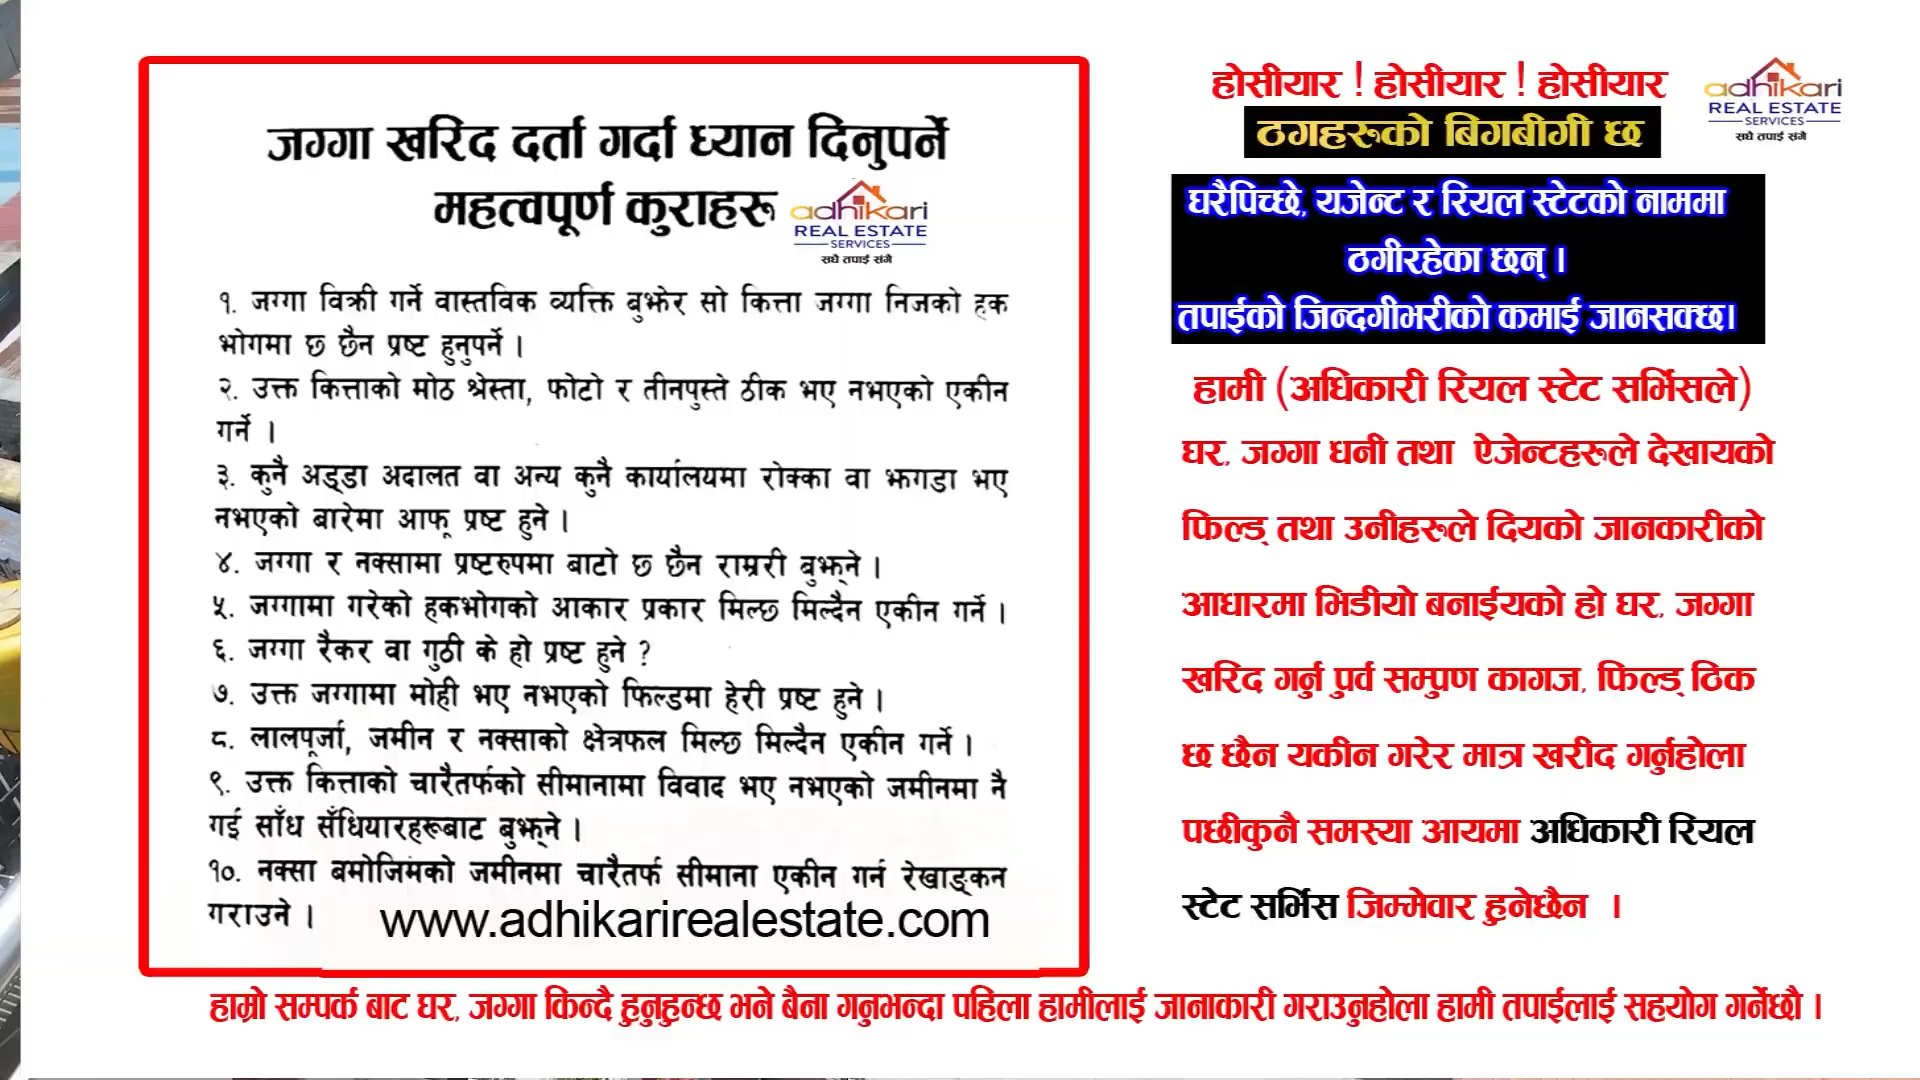 जग्गा खरिद दर्ता गर्दा ध्यान दिनुपर्ने
महत्वपूर्ण कुराहरू
adhikari
REAL ESTATE
SERVICES
सधै तपाई संगै
१. जग्गा विक्री गर्ने वास्तविक व्यक्ति बुझेर सो कित्ता जग्गा निजको हक
भोगमा छ छैन प्रष्ट हुनुपर्ने ।
२. उक्त कित्ताको मोठ श्रेस्ता, फोटो र तीनपुस्ते ठीक भए नभएको एकीन
गर्ने ।
३. कुनै अड्डा अदालत वा अन्य कुनै कार्यालयमा रोक्का वा झगडा भए
नभएको बारेमा आफू प्रष्ट हुने ।
४. जग्गा र नक्सामा प्रष्टरुपमा बाटो छ छैन राम्ररी बुझ्ने ।
५. जग्गामा गरेको हकभोगको आकार प्रकार मिल्छ मिल्दैन एकीन गर्ने ।
६. जग्गा रैकर वा गुठी के हो प्रष्ट हुने ?
७. उक्त जग्गामा मोही भए नभएको फिल्डमा हेरी प्रष्ट हुने ।
८. लालपूर्जा, जमीन र नक्साको क्षेत्रफल मिल्छ मिल्दैन एकीन गर्ने ।
९. उक्त कित्ताको चारैतर्फको सीमानामा विवाद भए नभएको जमीनमा नै
गई साँध सँधियारहरूबाट बुझ्ने ।
१०. नक्सा बमोजिमको जमीनमा चारैतर्फ सीमाना एकीन गर्न रेखाङ्कन
गराउने ।
www.adhikarirealestate.com
होसीयार ! होसीयार ! होसीयार
ठगहरुको बिगबीगी छ
adhikari
REAL ESTATE
SERVICES
सधै तपाई संगै
घरैपिच्छे, यजेन्ट र रियल स्टेटको नाममा
ठगीरहेका छन् ।
तपाईको जिन्दगीभरीको कमाई जानसक्छ।
हामी (अधिकारी रियल स्टेट सर्भिसले)
घर, जग्गा धनी तथा ऐजेन्टहरुले देखायको
फिल्ड् तथा उनीहरुले दियको जानकारीको
आधारमा भिडीयो बनाईयको हो घर, जग्गा
खरिद गर्नु पुर्व सम्पुण कागज, फिल्ड् ठिक
छ छैन यकीन गरेर मात्र खरीद गर्नुहोला
पछीकुनै समस्या आयमा अधिकारी रियल
स्टेट सर्भिस जिम्मेवार हुनेछैन ।
हाम्रो सम्पर्क बाट घर, जग्गा किन्दै हुनुहुन्छ भने बैना गनुभन्दा पहिला हामीलाई जानाकारी गराउनुहोला हामी तपाईलाई सहयोग गर्नेछौ ।